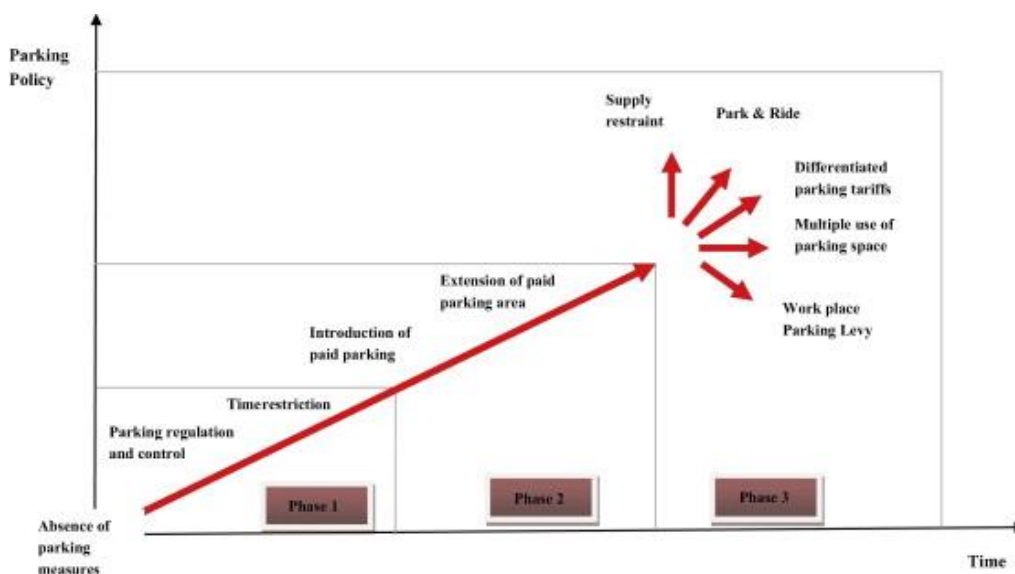 Parking
Policy
Supply
restraint
Park & Ride
Differentiated
parking tariffs
Multiple use of
parking space
Extension of paid
parking area
Work place
Parking Levy
Introduction of
paid parking
Timerestriction
Parking regulation
and control
Phase 1
Phase 2
Phase 3
Absence of
parking
measures
Time